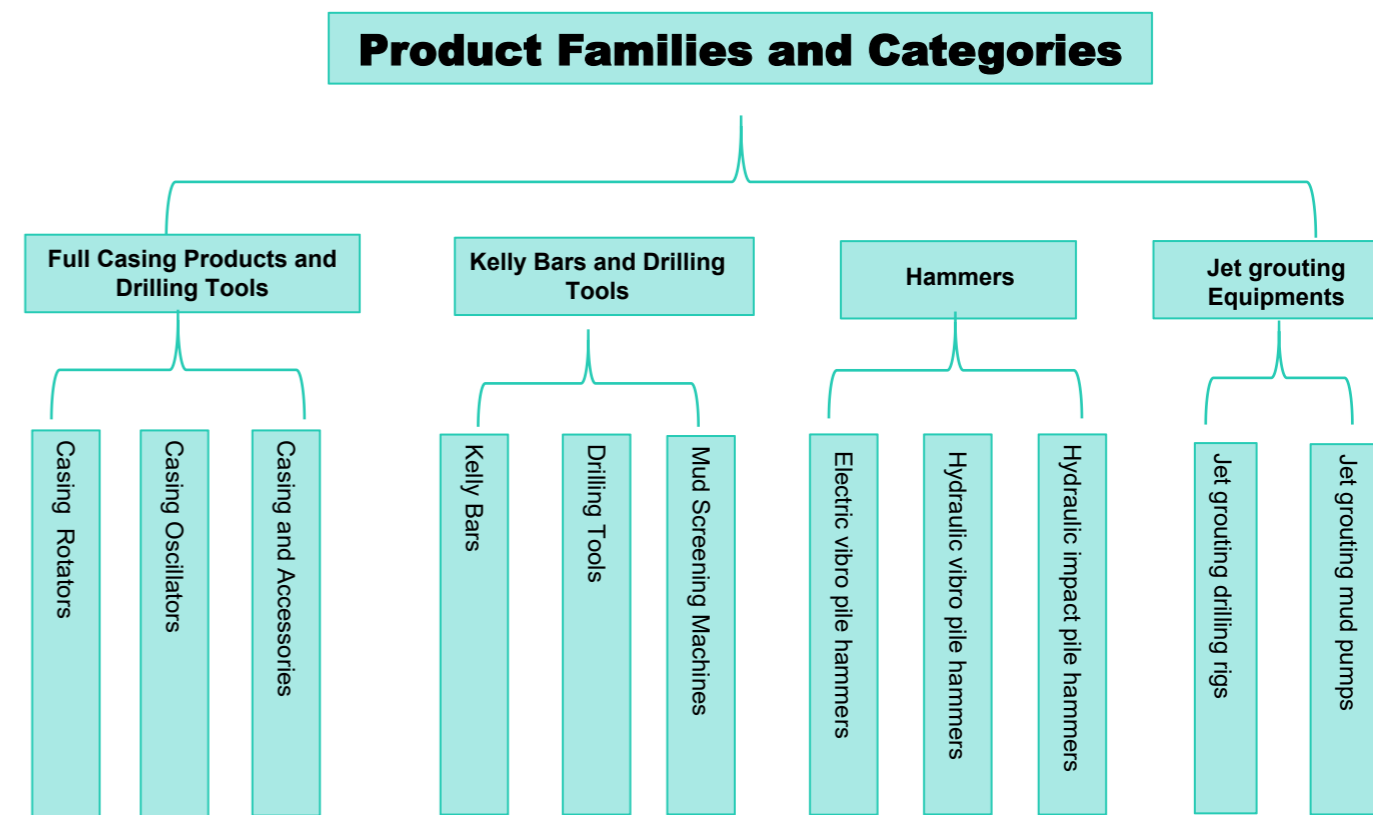 Product Families and Categories
Full Casing Products and
Drilling Tools
Kelly Bars and Drilling
Tools
Hammers
Jet grouting
Equipments
Casing Rotators
Casing Oscillators
Casing and Accessories
Kelly Bars
Drilling Tools
Mud Screening Machines
Electric vibro pile hammers
Hydraulic vibro pile hammers
Hydraulic impact pile hammers
Jet grouting drilling rigs
Jet grouting mud pumps